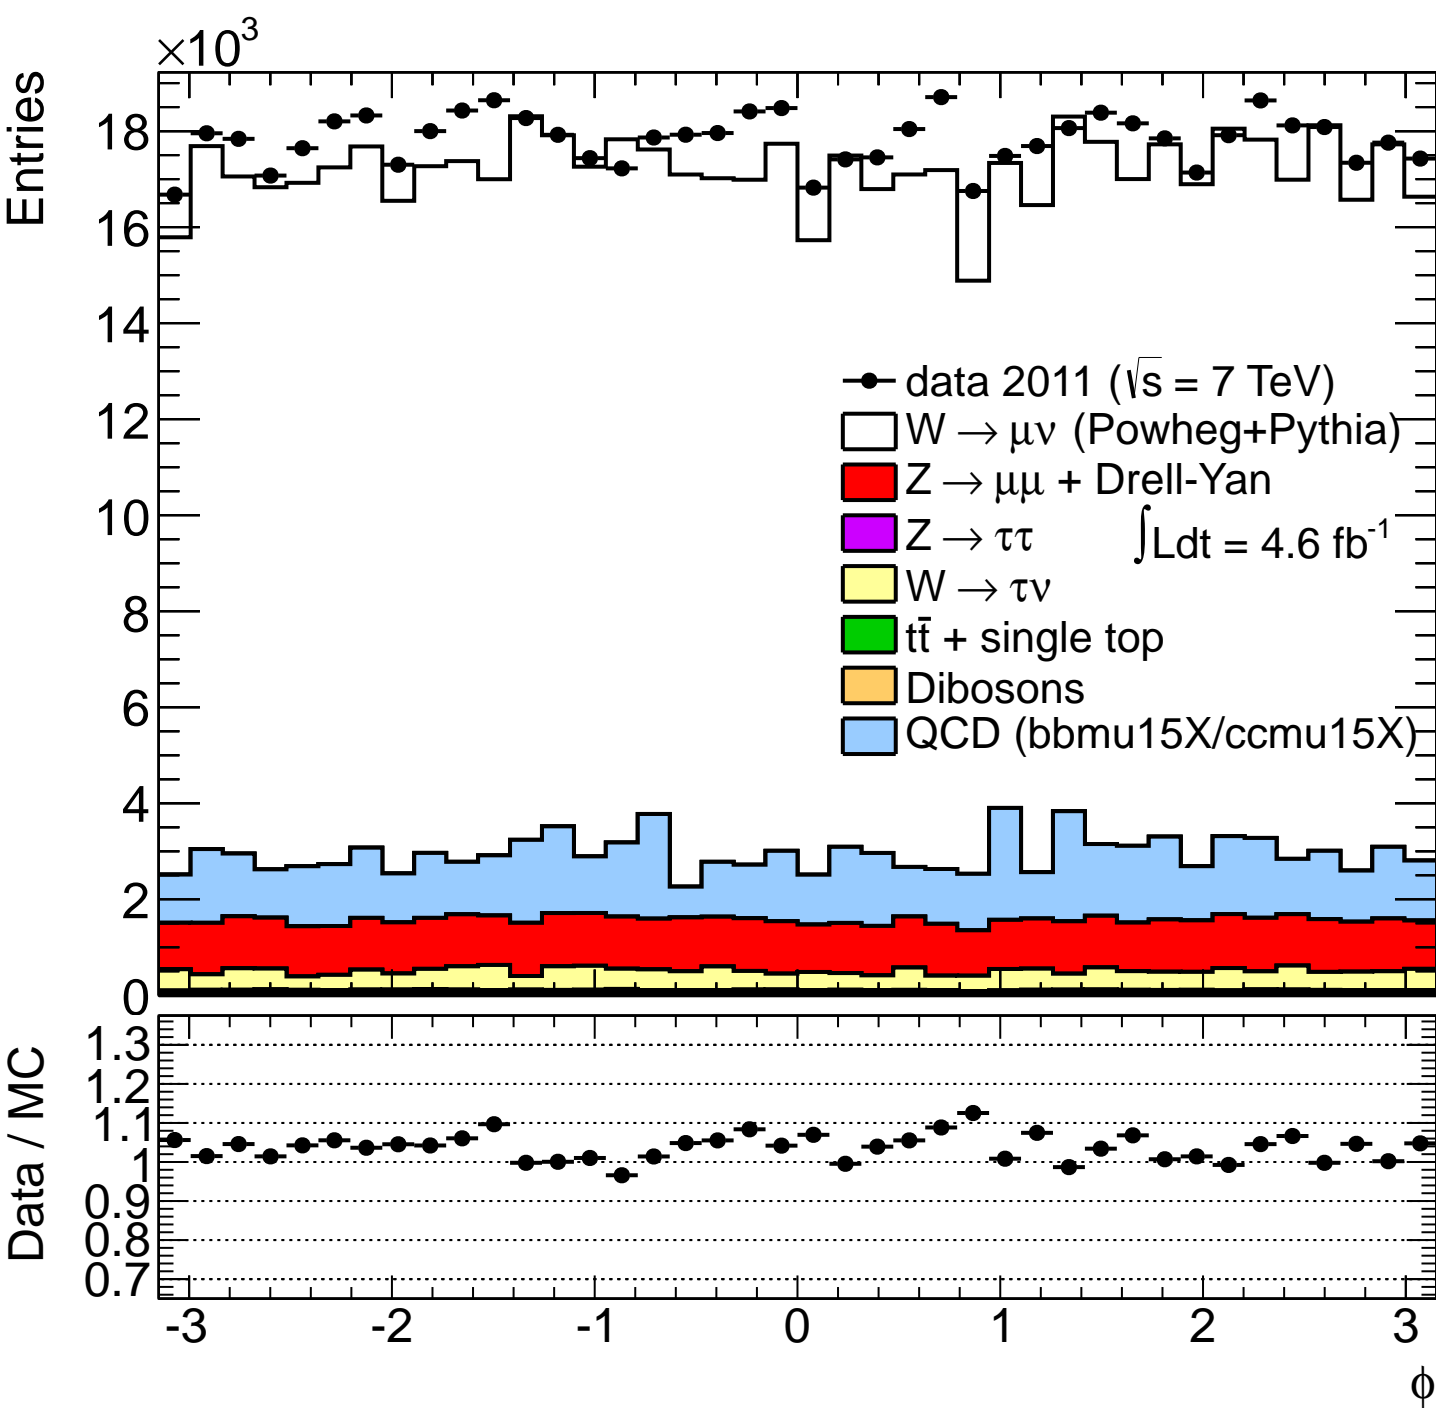 ×10³
Entries
18
16
14
12
10
8
6
4
2
0
data 2011 (√s = 7 TeV)
W → μν (Powheg+Pythia)
Z → μμ + Drell-Yan
Z → ττ
∫Ldt = 4.6 fb⁻¹
W → τν
tt̄ + single top
Dibosons
QCD (bbmu15X/ccmu15X)
Data / MC
1.3
1.2
1.1
1
0.9
0.8
0.7
-3 -2 -1 0 1 2 3
ϕ